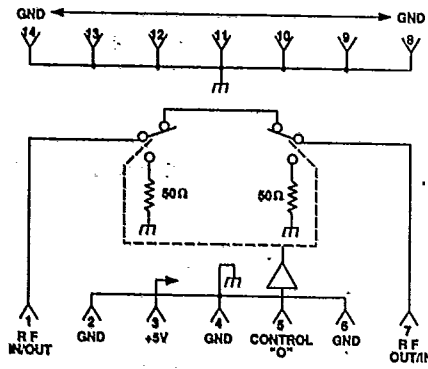 GND GND
14 13 12 11 10 9 8
50Ω 50Ω
1 2 3 4 5 6 7
RF IN/OUT GND +5V GND CONTROL "0" GND RF OUT/IN